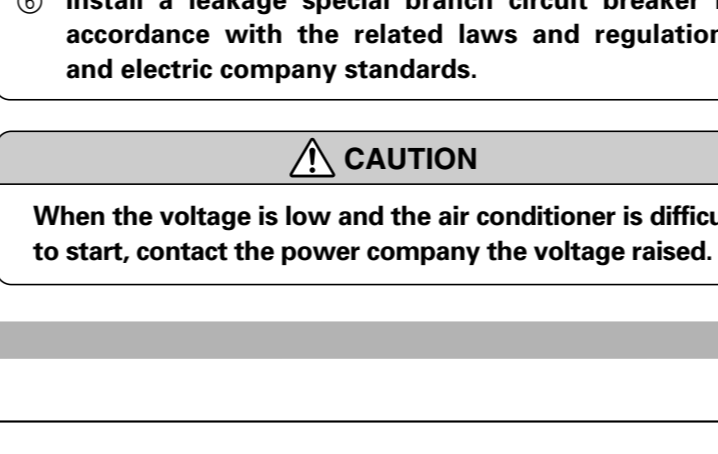 ⑥ Install a leakage special branch circuit breaker
accordance with the related laws and regulation
and electric company standards.
CAUTION
When the voltage is low and the air conditioner is difficu
to start, contact the power company the voltage raised.